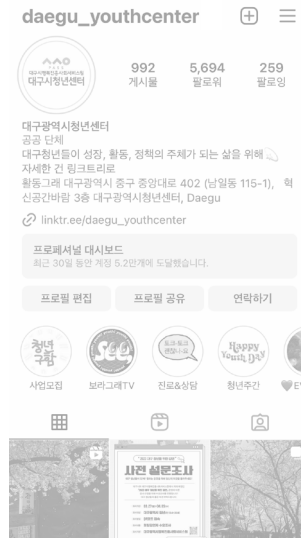 daegu_youthcenter
대구광역시청년센터
992
5,694
259
게시물
팔로워
팔로잉
대구광역시청년센터
공공 단체
대구청년들이 성장, 활동, 정책의 주체가 되는 삶을 위해
자세한 건 링크트리로
활동그래 대구광역시 중구 중앙대로 402 (남일동 115-1), 혁
신공간바람 3층 대구광역시청년센터, Daegu
linktr.ee/daegu_youthcenter
프로페셔널 대시보드
최근 30일 동안 계정 5.2만개에 도달했습니다.
프로필 편집
프로필 공유
연락하기
청년
See
Happy
Youth Day
사업모집
보라그래TV
진로&상담
청년주간
사전 설문조사